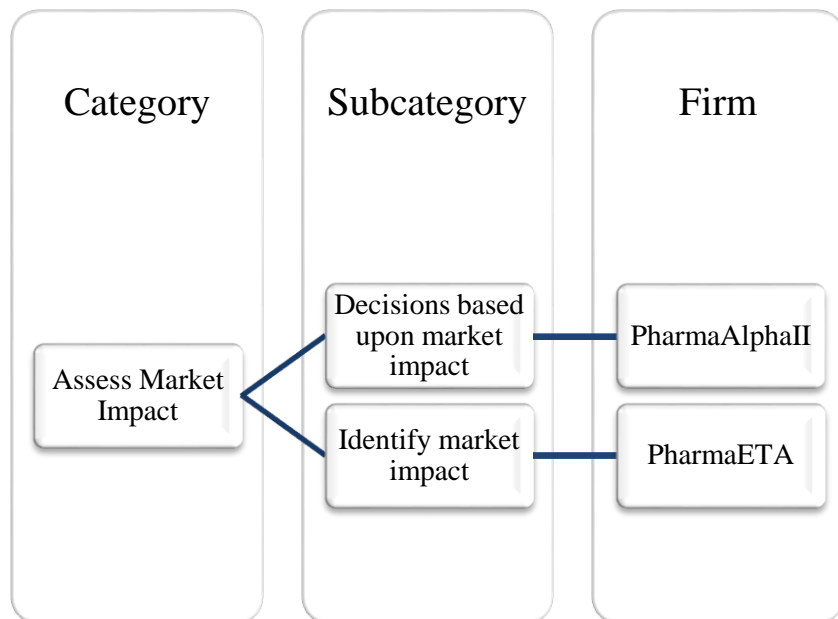 Category
Subcategory
Firm
Assess Market
Impact
Decisions based
upon market
impact
PharmaAlphaII
Identify market
impact
PharmaETA